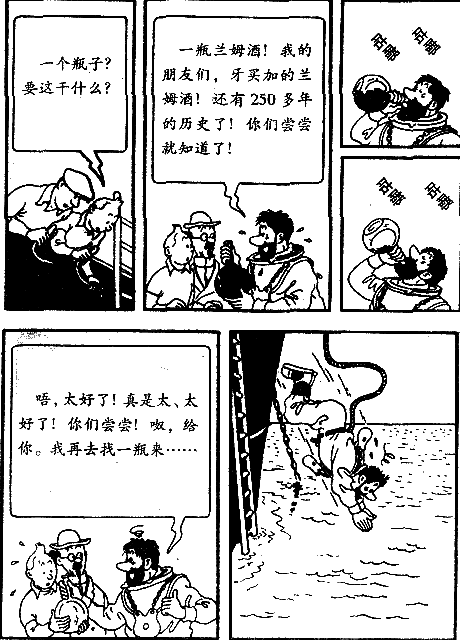 一个瓶子?
要这干什么?
一瓶兰姆酒! 我的
朋友们, 牙买加的兰
姆酒! 还有 250 多年
的历史了! 你们尝尝
就知道了!
咕嘟
咕嘟
咕嘟
咕嘟
唔, 太好了! 真是太、太
好了! 你们尝尝! 呶, 给
你。我再去找一瓶来……